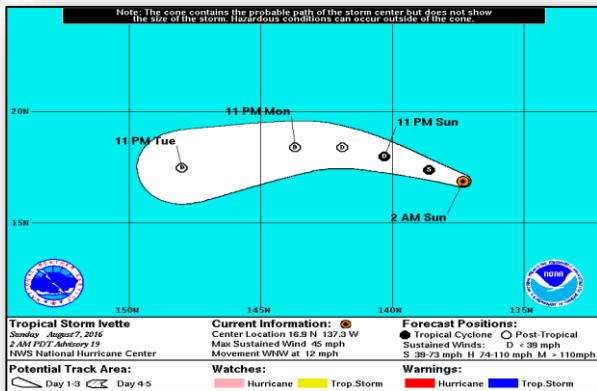 Note: The cone contains the probable path of the storm center but does not show
the size of the storm. Hazardous conditions can occur outside of the cone.
20N
11 PM Mon
11 PM Sun
11 PM Tue
D
D
D
D
S
2 AM Sun
15N
NOAA
150W
145W
140W
135W
Tropical Storm Ivette
Sunday August 7, 2016
2 AM PDT Advisory 19
NWS National Hurricane Center
Current Information:
Center Location 16.9 N 137.3 W
Max Sustained Wind 45 mph
Movement WNW at 12 mph
Forecast Positions:
Tropical Cyclone Post-Tropical
Sustained Winds: D < 39 mph
S 39-73 mph H 74-110 mph M > 110mph
Potential Track Area:
Day 1-3 Day 4-5
Watches:
Hurricane Trop.Storm
Warnings:
Hurricane Trop.Storm